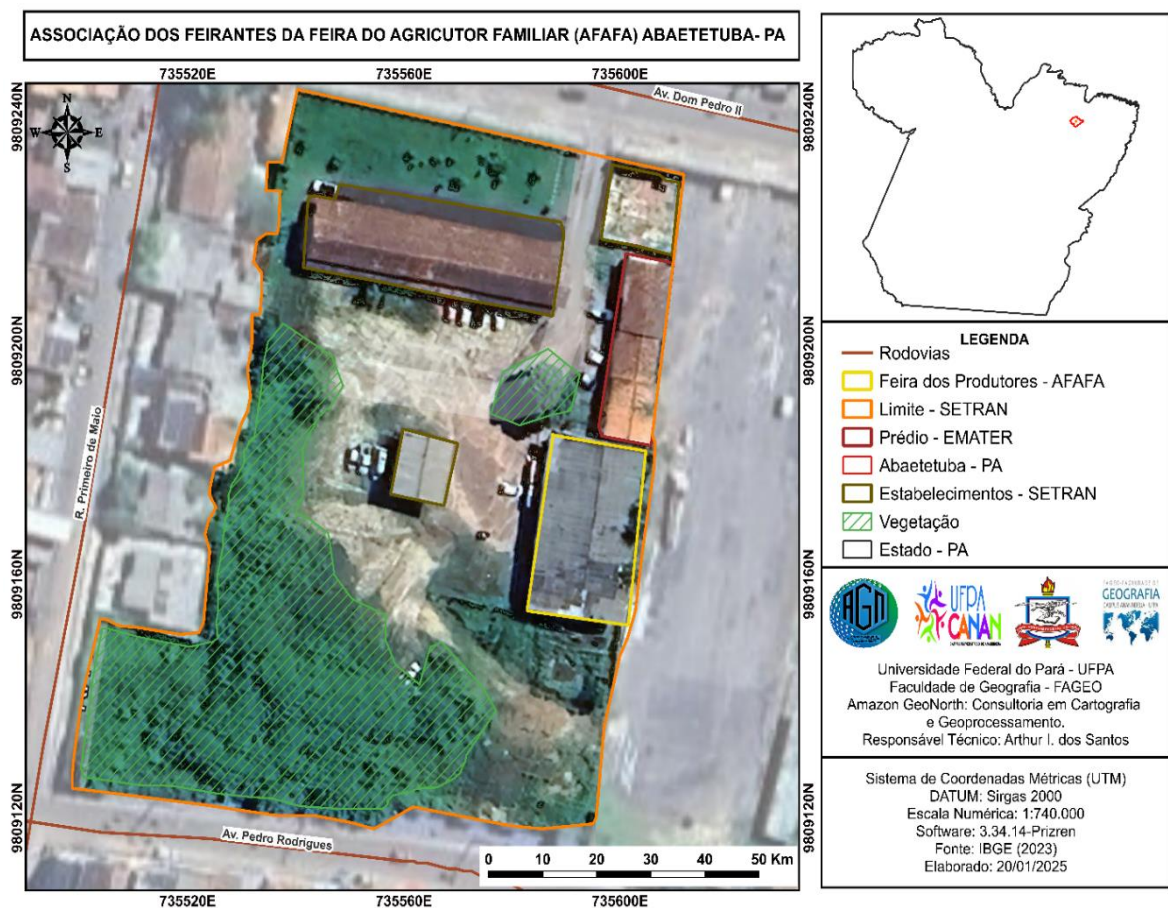 ASSOCIAÇÃO DOS FEIRANTES DA FEIRA DO AGRICUTOR FAMILIAR (AFAFA) ABAETETUBA- PA
735520E
735560E
735600E
9809240N
9809200N
9809160N
9809120N
N
W
E
S
Av. Dom Pedro II
R. Primeiro de Maio
Av. Pedro Rodrigues
9809240N
9809200N
9809160N
9809120N
0 10 20 30 40 50 Km
735520E
735560E
735600E
LEGENDA
Rodovias
Feira dos Produtores - AFAFA
Limite - SETRAN
Prédio - EMATER
Abaetetuba - PA
Estabelecimentos - SETRAN
Vegetação
Estado - PA
AGN
UFPA
CANAN
GEOGRAFIA
Universidade Federal do Pará - UFPA
Faculdade de Geografia - FAGEO
Amazon GeoNorth: Consultoria em Cartografia
e Geoprocessamento.
Responsável Técnico: Arthur I. dos Santos
Sistema de Coordenadas Métricas (UTM)
DATUM: Sirgas 2000
Escala Numérica: 1:740.000
Software: 3.34.14-Prizren
Fonte: IBGE (2023)
Elaborado: 20/01/2025